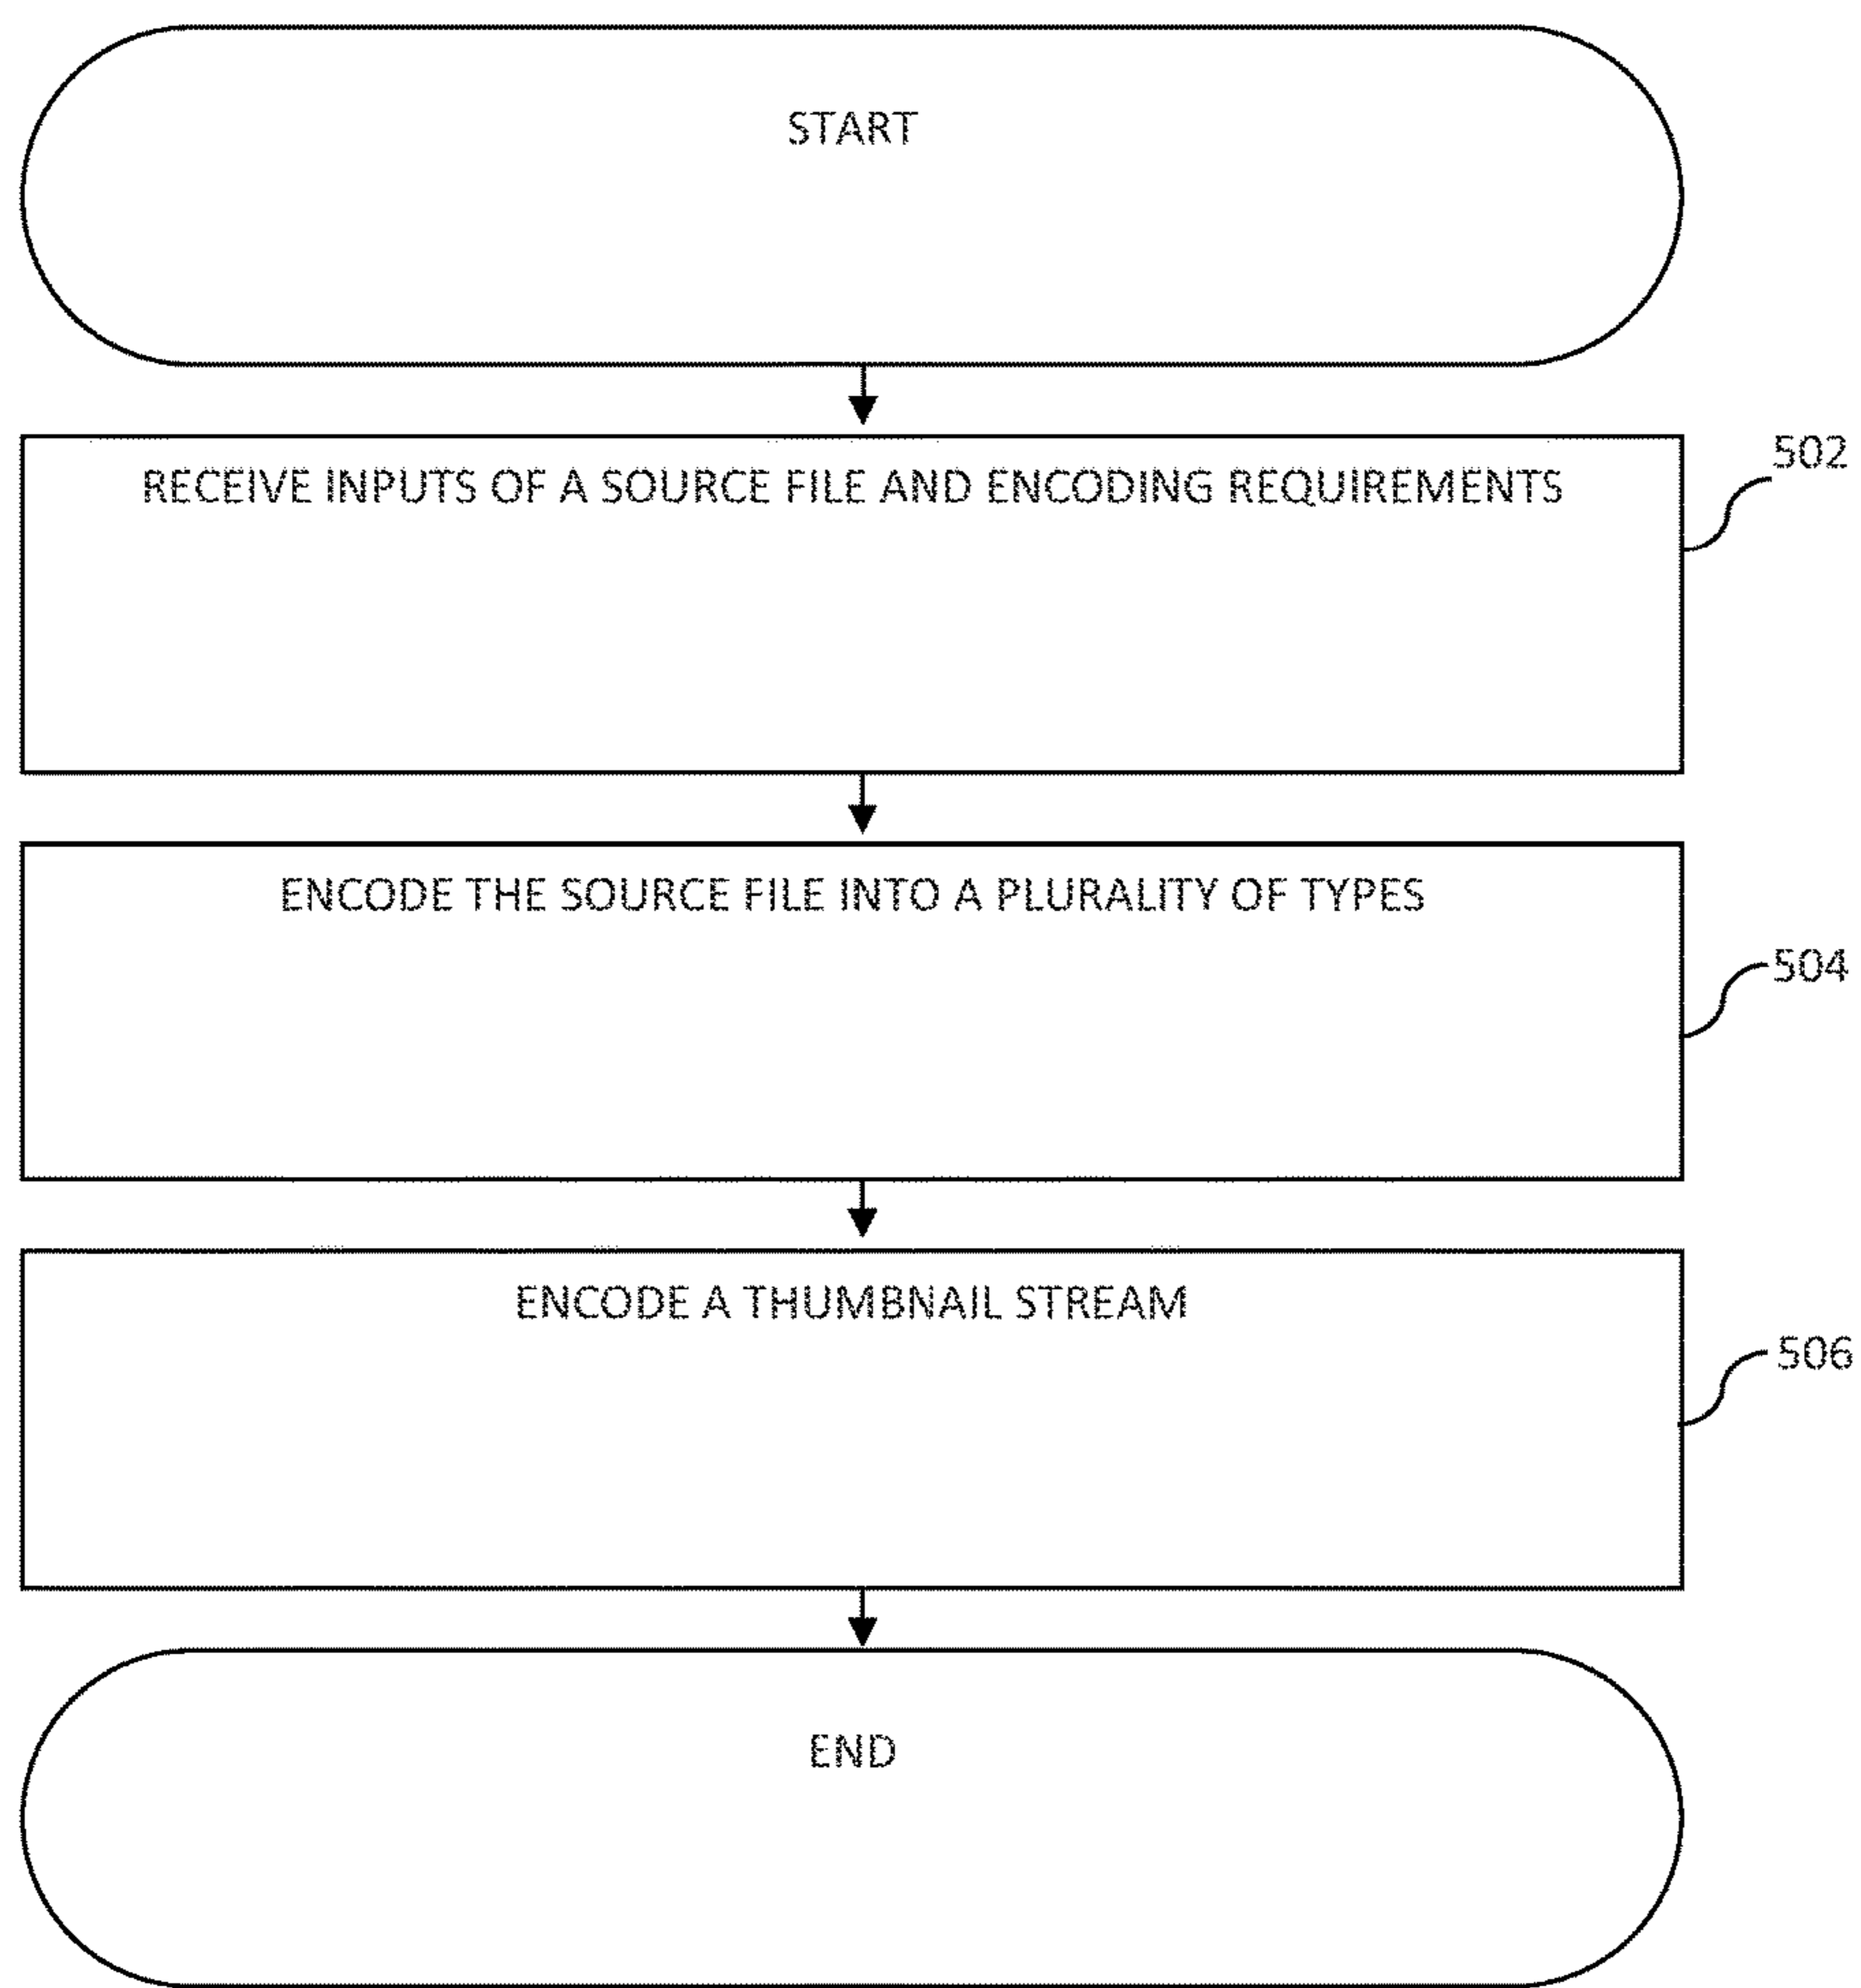 START
RECEIVE INPUTS OF A SOURCE FILE AND ENCODING REQUIREMENTS
502
ENCODE THE SOURCE FILE INTO A PLURALITY OF TYPES
504
ENCODE A THUMBNAIL STREAM
506
END